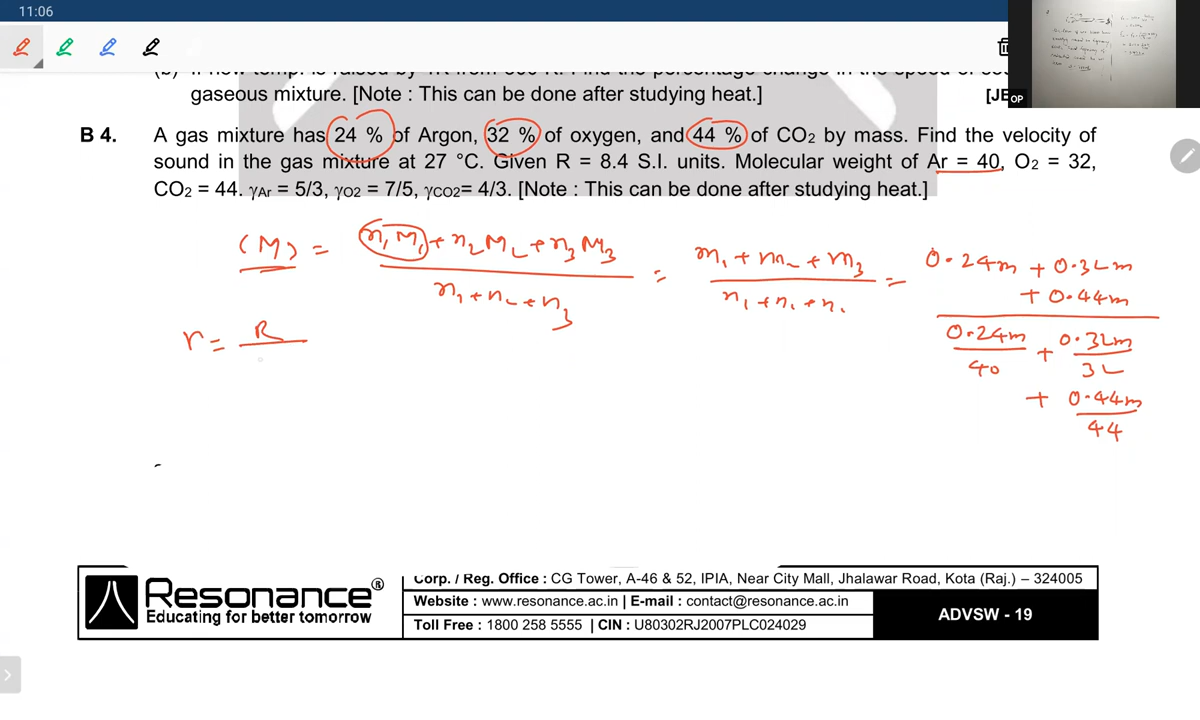 11:06
gaseous mixture. [Note : This can be done after studying heat.] [JE
OP
B 4. A gas mixture has 24 % of Argon, 32 % of oxygen, and 44 % of CO2 by mass. Find the velocity of
sound in the gas mixture at 27 °C. Given R = 8.4 S.I. units. Molecular weight of Ar = 40, O2 = 32,
CO2 = 44. γAr = 5/3, γO2 = 7/5, γCO2= 4/3. [Note : This can be done after studying heat.]
(M) = n1M1 + n2M2 + n3M3 / n1 + n2 + n3 = m1 + m2 + m3 / n1 + n2 + n3 = 0.24m + 0.32m + 0.44m / 0.24m/40 + 0.32m/32 + 0.44m/44
r = R
Resonance®
Educating for better tomorrow
Corp. / Reg. Office : CG Tower, A-46 & 52, IPIA, Near City Mall, Jhalawar Road, Kota (Raj.) – 324005
Website : www.resonance.ac.in | E-mail : contact@resonance.ac.in
Toll Free : 1800 258 5555 | CIN : U80302RJ2007PLC024029
ADVSW - 19